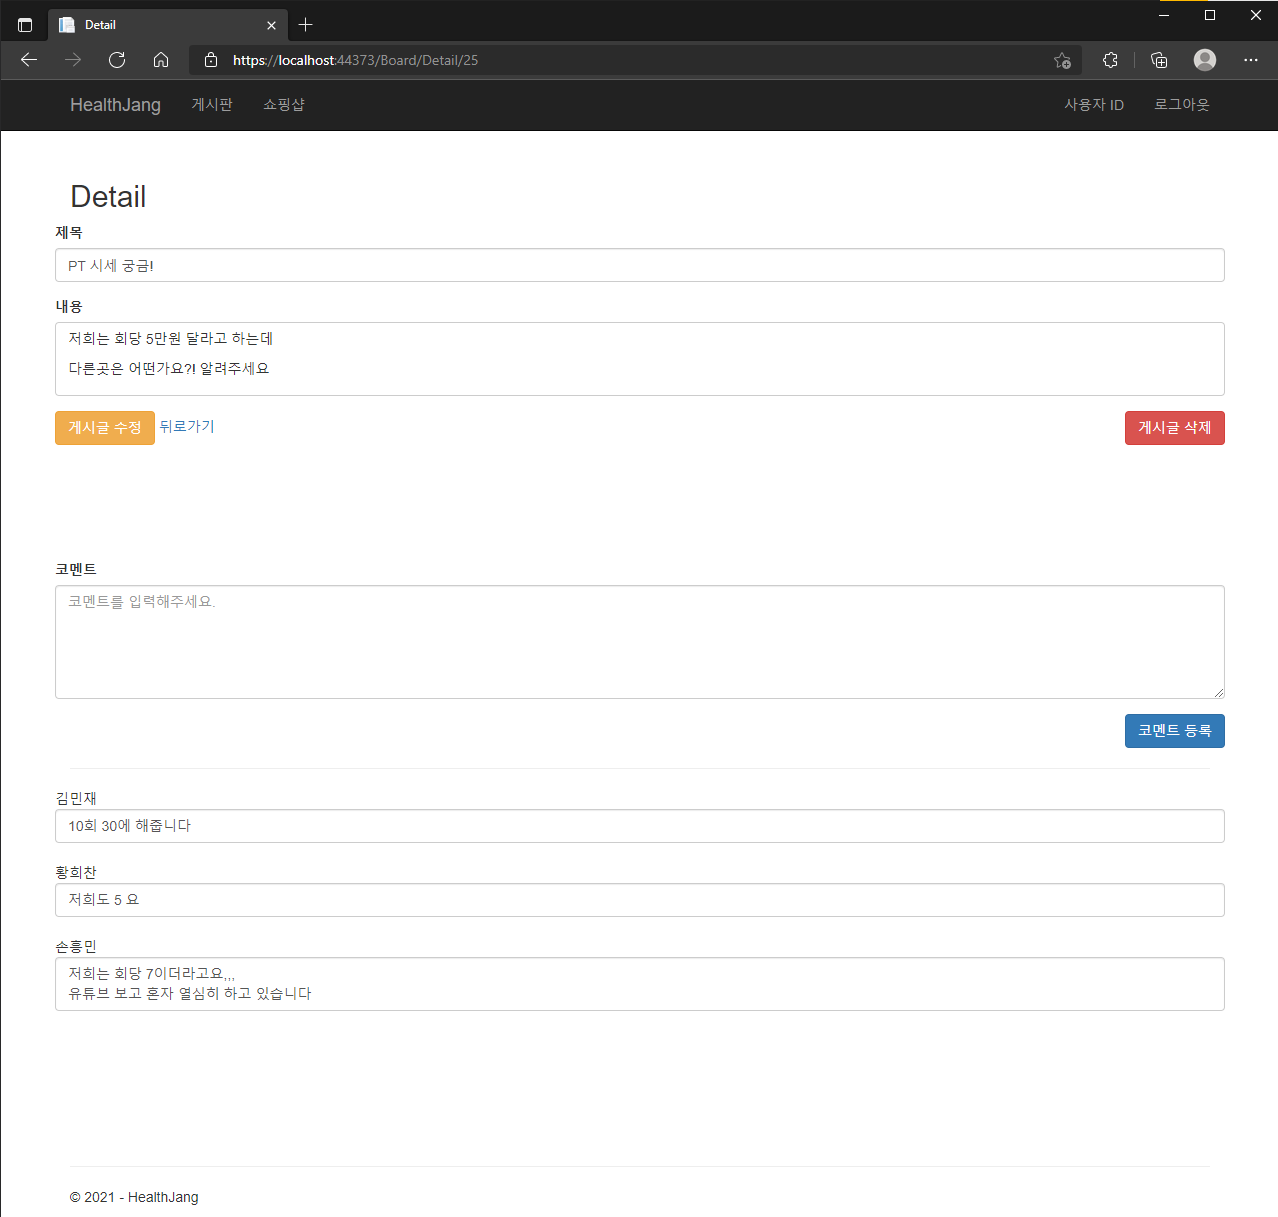 Detail
https://localhost:44373/Board/Detail/25
HealthJang 게시판 쇼핑샵 사용자 ID 로그아웃
Detail
제목
PT 시세 궁금!
내용
저희는 회당 5만원 달라고 하는데
다른곳은 어떤가요?! 알려주세요
게시글 수정 뒤로가기 게시글 삭제
코멘트
코멘트를 입력해주세요.
코멘트 등록
김민재
10회 30에 해줍니다
황희찬
저희도 5 요
손흥민
저희는 회당 7이더라고요,,,
유튜브 보고 혼자 열심히 하고 있습니다
© 2021 - HealthJang